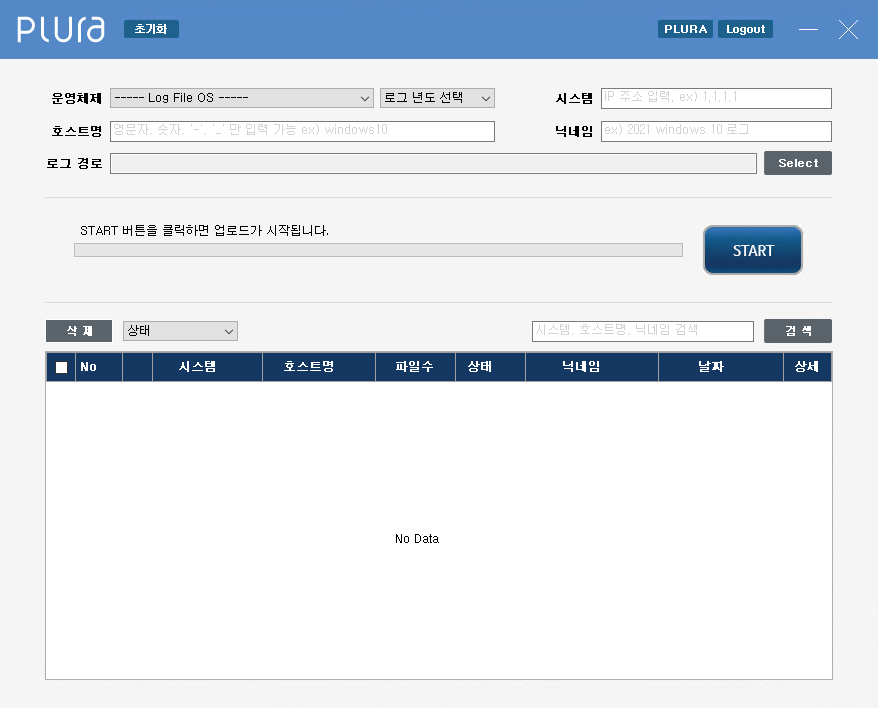 PLURA 초기화 PLURA Logout
운영체제 ----- Log File OS ----- 로그 년도 선택 시스템 IP 주소 입력, ex) 1.1.1.1
호스트명 영문자, 숫자, '-', '_' 만 입력 가능 ex) windows10 닉네임 ex) 2021 windows 10 로그
로그 경로 Select
START 버튼을 클릭하면 업로드가 시작됩니다.
START
삭 제 상태 시스템, 호스트명, 닉네임 검색 검 색
No 시스템 호스트명 파일수 상태 닉네임 날짜 상세
No Data